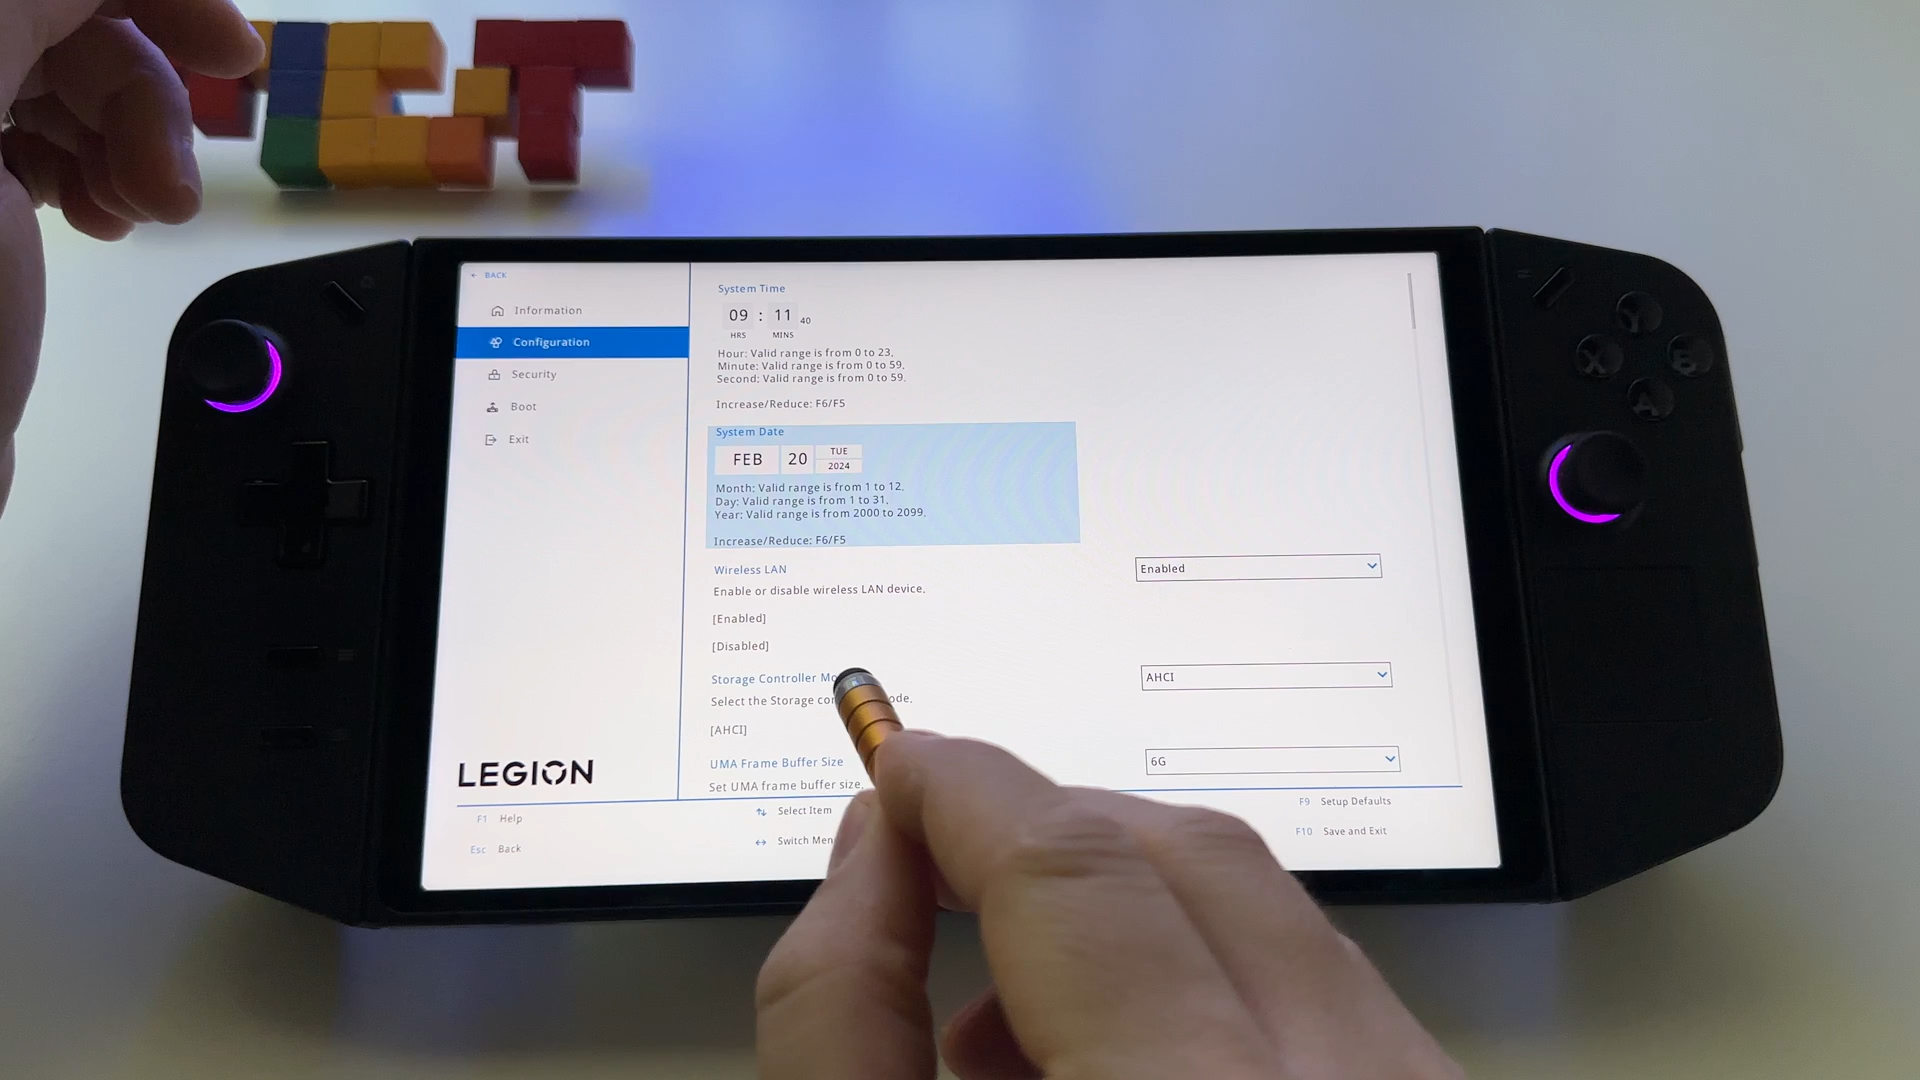 ← BACK
Information
Configuration
Security
Boot
Exit
LEGION
System Time
09 : 11 40
HRS MINS
Hour: Valid range is from 0 to 23.
Minute: Valid range is from 0 to 59.
Second: Valid range is from 0 to 59.
Increase/Reduce: F6/F5
System Date
FEB 20 TUE 2024
Month: Valid range is from 1 to 12.
Day: Valid range is from 1 to 31.
Year: Valid range is from 2000 to 2099.
Increase/Reduce: F6/F5
Wireless LAN
Enabled
Enable or disable wireless LAN device.
[Enabled]
[Disabled]
Storage Controller
AHCI
Select the Storage
[AHCI]
UMA Frame Buffer Size
6G
Set UMA frame buffer size.
F1 Help
↑↓ Select Item
F9 Setup Defaults
Esc Back
↔ Switch
F10 Save and Exit
Y
X
B
A